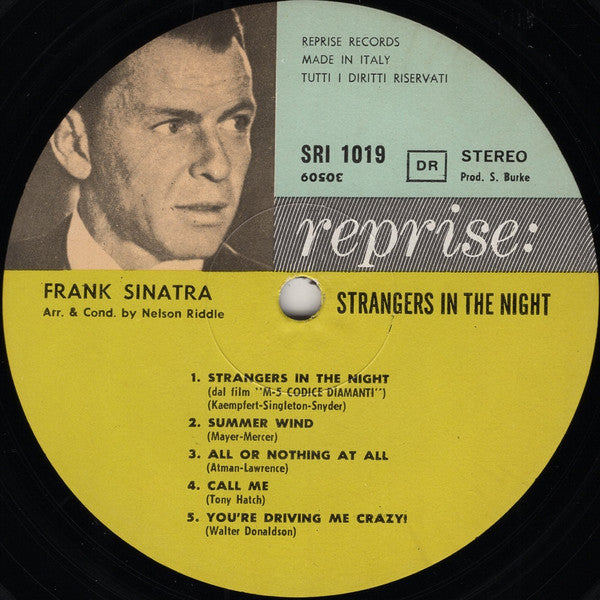 REPRISE RECORDS
MADE IN ITALY
TUTTI I DIRITTI RISERVATI
SRI 1019 DR STEREO
60503 Prod. S. Burke
reprise:
FRANK SINATRA STRANGERS IN THE NIGHT
Arr. & Cond. by Nelson Riddle
1. STRANGERS IN THE NIGHT
(dal film "M-5 CODICE DIAMANTI")
(Kaempfert-Singleton-Snyder)
2. SUMMER WIND
(Mayer-Mercer)
3. ALL OR NOTHING AT ALL
(Atman-Lawrence)
4. CALL ME
(Tony Hatch)
5. YOU'RE DRIVING ME CRAZY!
(Walter Donaldson)